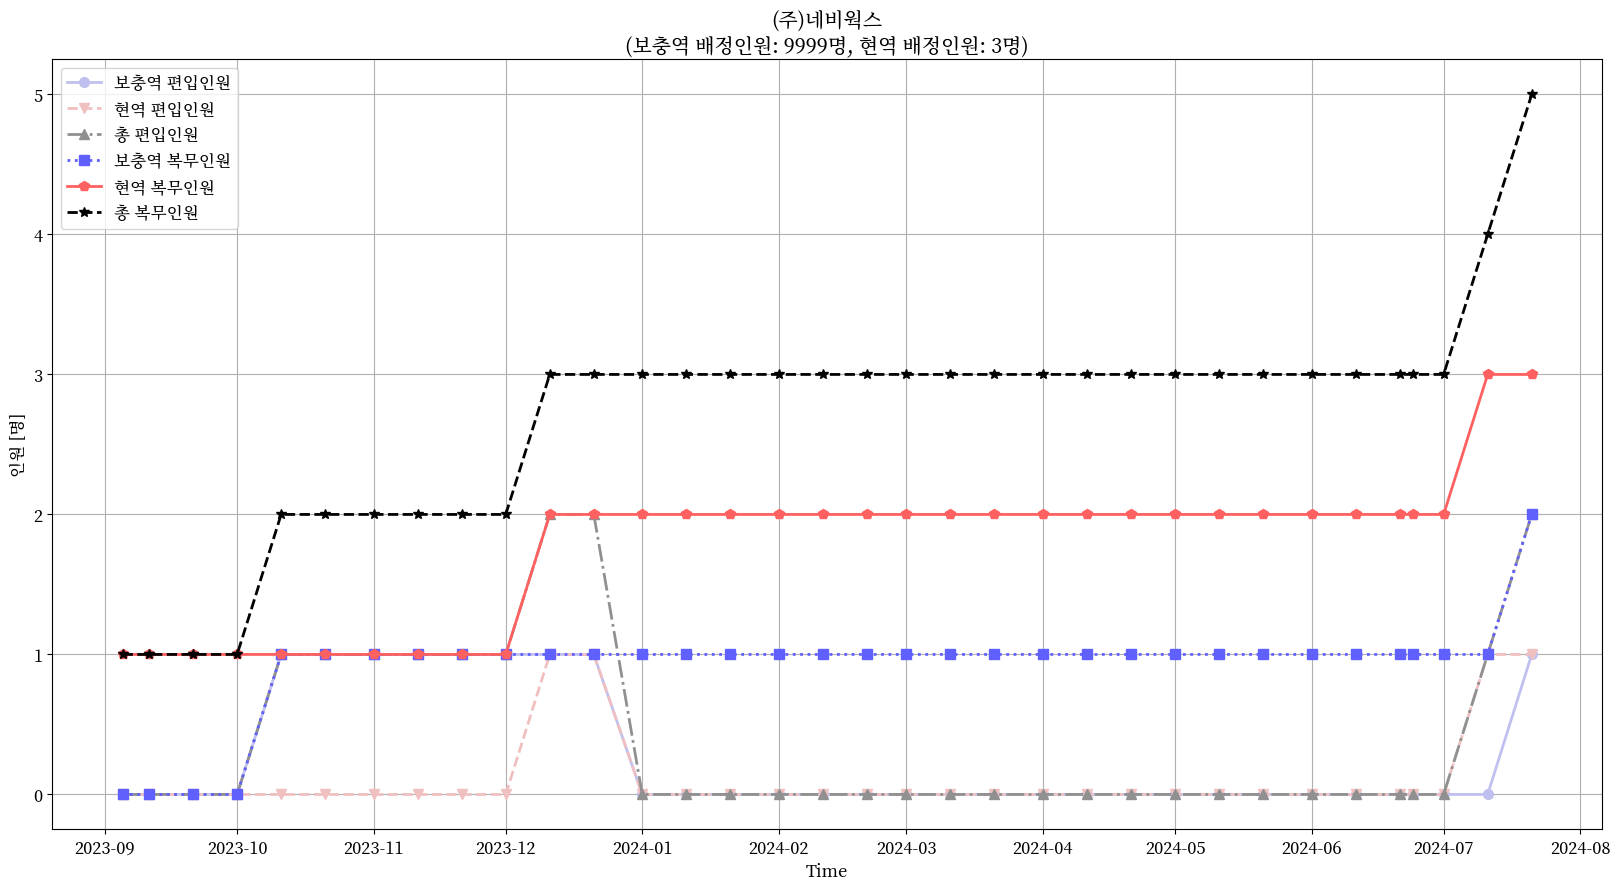 (주)네비웍스
(보충역 배정인원: 9999명, 현역 배정인원: 3명)
보충역 편입인원
현역 편입인원
총 편입인원
보충역 복무인원
현역 복무인원
총 복무인원
인원 [명]
5
4
3
2
1
0
2023-09 2023-10 2023-11 2023-12 2024-01 2024-02 2024-03 2024-04 2024-05 2024-06 2024-07 2024-08
Time